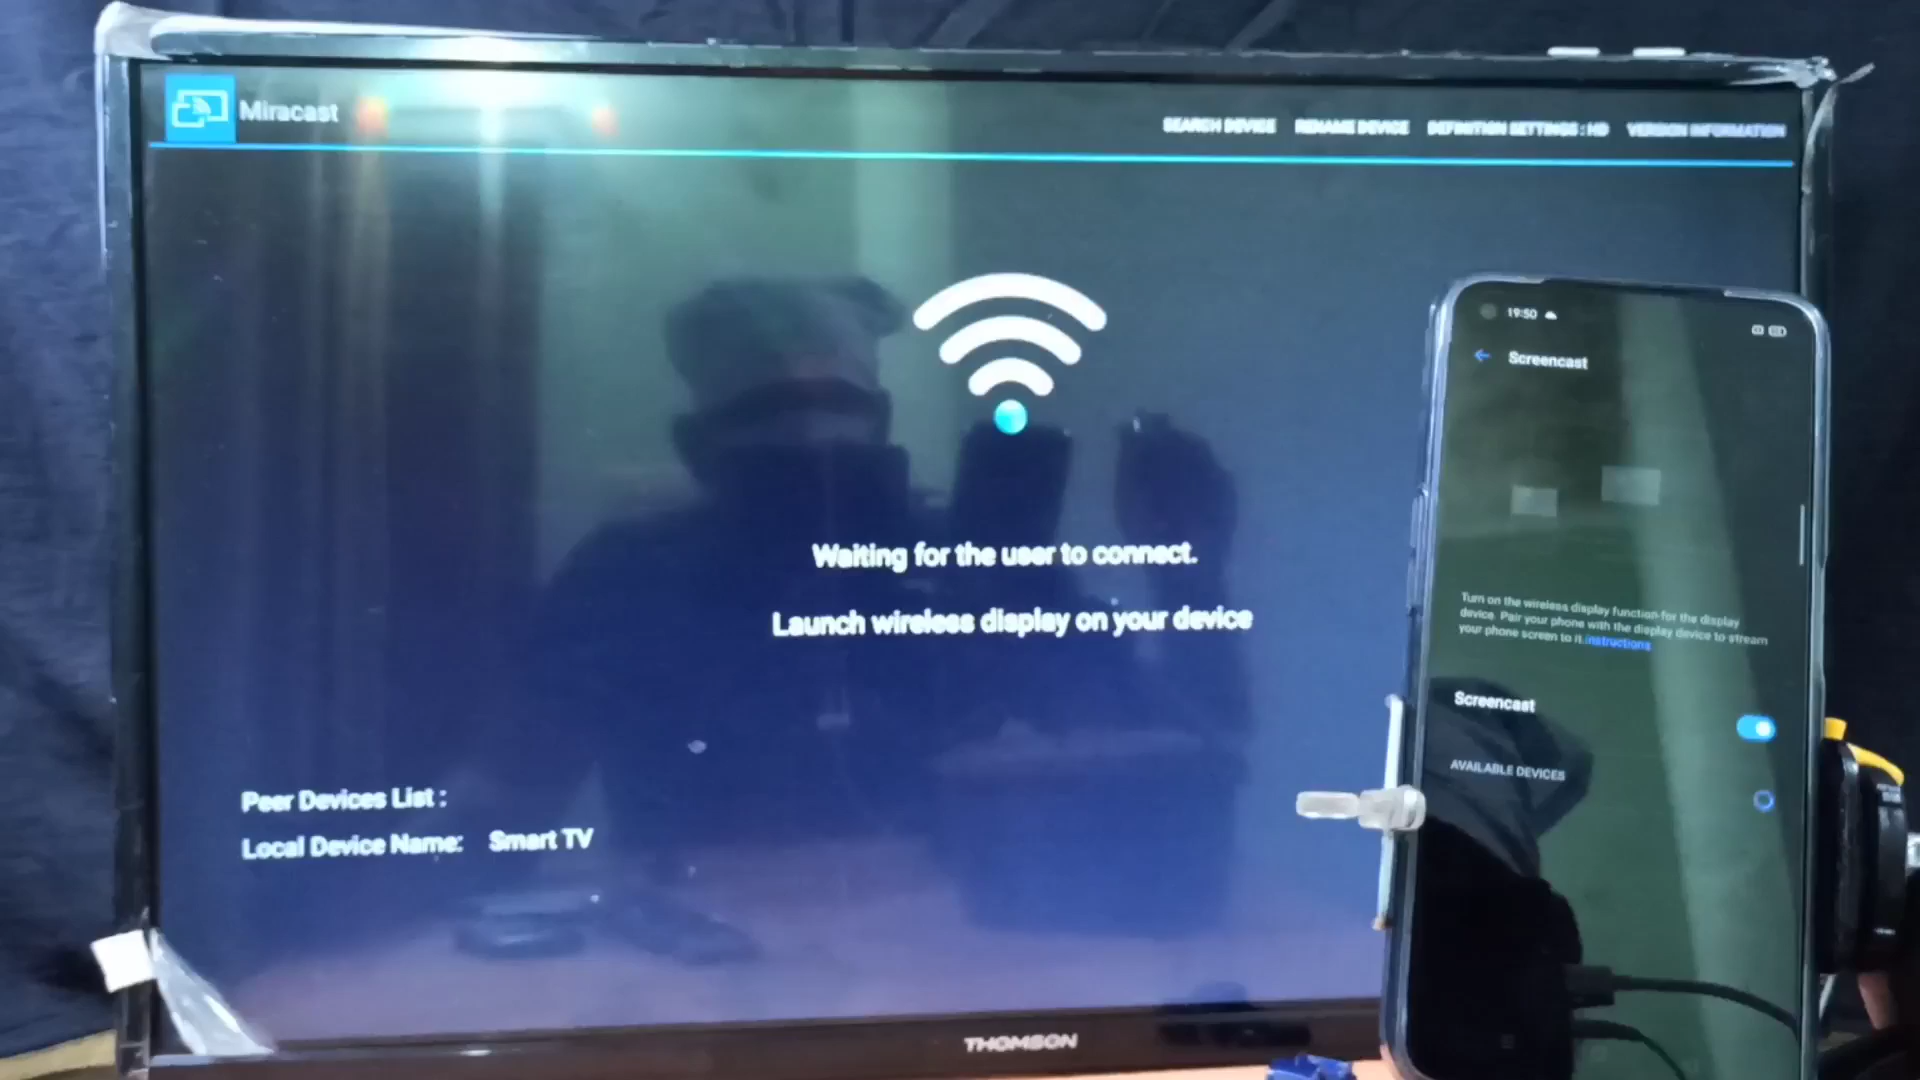 Miracast
SEARCH DEVICE RENAME DEVICE DEFINITION SETTINGS : HD VERSION INFORMATION
Waiting for the user to connect.
Launch wireless display on your device
Peer Devices List :
Local Device Name: Smart TV
THOMSON
19:50
Screencast
Turn on the wireless display function for the display
device. Pair your phone with the display device to stream
your phone screen to it. Instructions
Screencast
AVAILABLE DEVICES